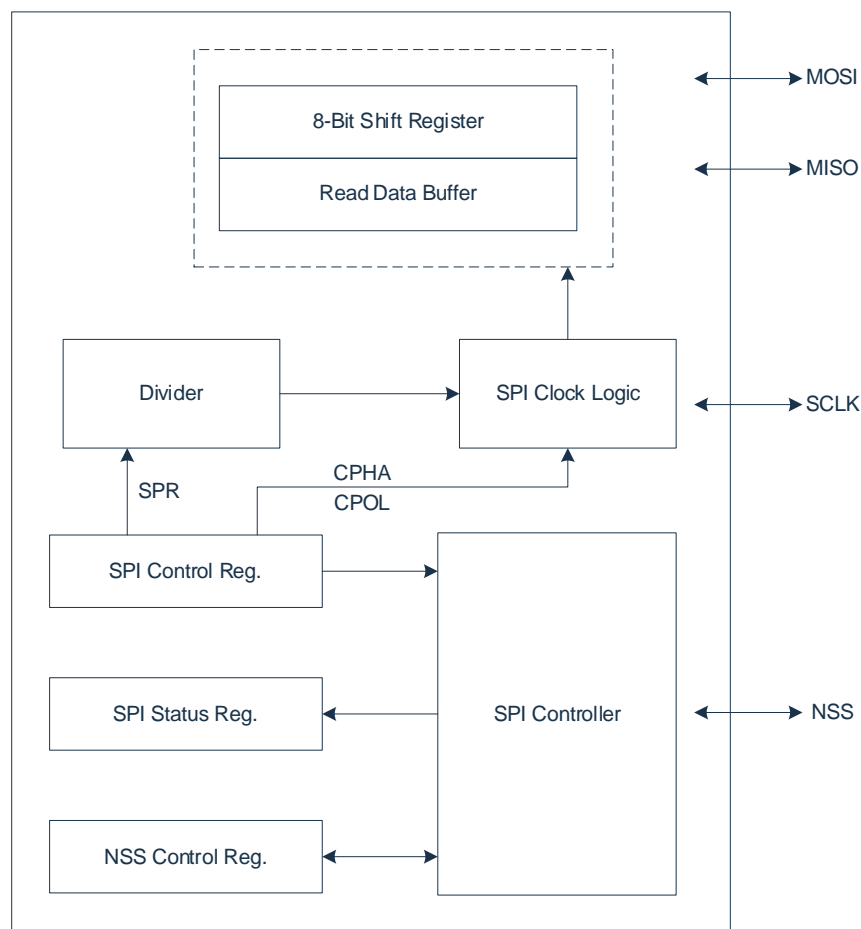 MOSI
8-Bit Shift Register
MISO
Read Data Buffer
Divider
SPI Clock Logic
SCLK
CPHA
SPR
CPOL
SPI Control Reg.
SPI Status Reg.
SPI Controller
NSS
NSS Control Reg.